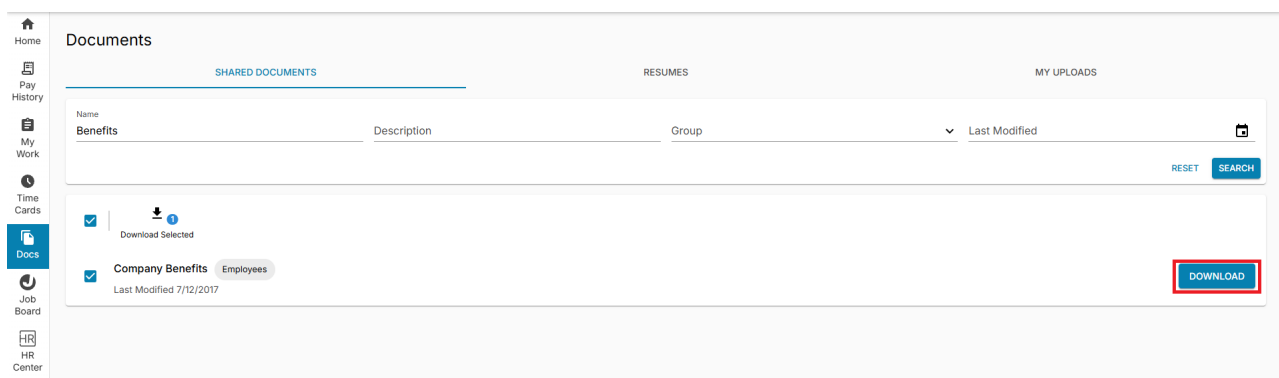 Home
Pay
History
My
Work
Time
Cards
Docs
Job
Board
HR
HR
Center
Documents
SHARED DOCUMENTS
RESUMES
MY UPLOADS
Name
Benefits
Description
Group
Last Modified
RESET
SEARCH
1
Download Selected
Company Benefits
Employees
Last Modified 7/12/2017
DOWNLOAD